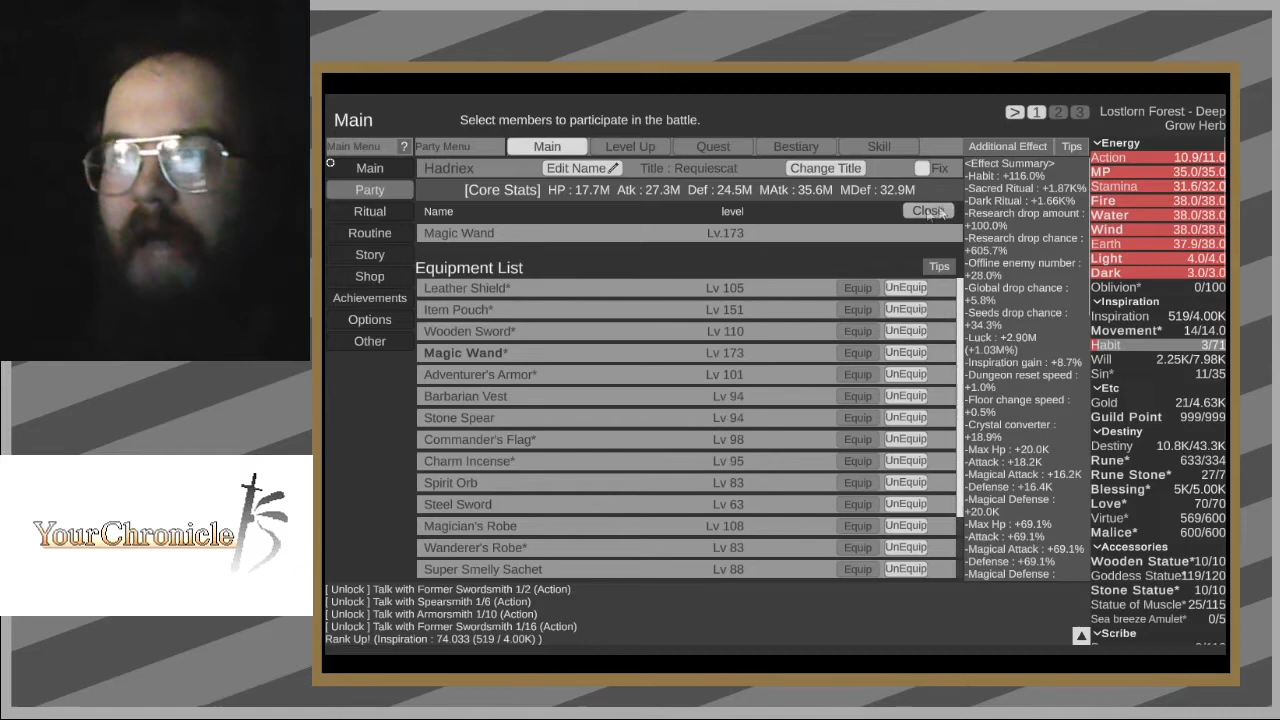 Main
Select members to participate in the battle.
> 1 2 3
Lostlorn Forest - Deep
Grow Herb
Main Menu ?
Party Menu
Main
Level Up
Quest
Bestiary
Skill
Additional Effect
Tips
Main
Party
Ritual
Routine
Story
Shop
Achievements
Options
Other
Hadriex
Edit Name
Title : Requiescat
Change Title
Fix
[Core Stats] HP : 17.7M Atk : 27.3M Def : 24.5M MAtk : 35.6M MDef : 32.9M
Name level Close
Magic Wand Lv.173
Equipment List Tips
Leather Shield* Lv 105 Equip UnEquip
Item Pouch* Lv 151 Equip UnEquip
Wooden Sword* Lv 110 Equip UnEquip
Magic Wand* Lv 173 Equip UnEquip
Adventurer's Armor* Lv 101 Equip UnEquip
Barbarian Vest Lv 94 Equip UnEquip
Stone Spear Lv 94 Equip UnEquip
Commander's Flag* Lv 98 Equip UnEquip
Charm Incense* Lv 95 Equip UnEquip
Spirit Orb Lv 83 Equip UnEquip
Steel Sword Lv 63 Equip UnEquip
Magician's Robe Lv 108 Equip UnEquip
Wanderer's Robe* Lv 83 Equip UnEquip
Super Smelly Sachet Lv 88 Equip UnEquip
<Effect Summary>
-Habit : +116.0%
-Sacred Ritual : +1.87K%
-Dark Ritual : +1.66K%
-Research drop amount :
+100.0%
-Research drop chance :
+605.7%
-Offline enemy number :
+28.0%
-Global drop chance :
+5.8%
-Seeds drop chance :
+34.3%
-Luck : +2.90M
(+1.03M%)
-Inspiration gain : +8.7%
-Dungeon reset speed :
+1.0%
-Floor change speed :
+0.5%
-Crystal converter :
+18.9%
-Max Hp : +20.0K
-Attack : +18.2K
-Magical Attack : +16.2K
-Defense : +16.4K
-Magical Defense :
+20.0K
-Max Hp : +69.1%
-Attack : +69.1%
-Magical Attack : +69.1%
-Defense : +69.1%
-Magical Defense :
Energy
Action 10.9/11.0
MP 35.0/35.0
Stamina 31.6/32.0
Fire 38.0/38.0
Water 38.0/38.0
Wind 38.0/38.0
Earth 37.9/38.0
Light 4.0/4.0
Dark 3.0/3.0
Oblivion* 0/100
Inspiration
Inspiration 519/4.00K
Movement* 14/14.0
Habit 3/71
Will 2.25K/7.98K
Sin* 11/35
Etc
Gold 21/4.63K
Guild Point 999/999
Destiny
Destiny 10.8K/43.3K
Rune* 633/334
Rune Stone* 27/7
Blessing* 5K/5.00K
Love* 70/70
Virtue* 569/600
Malice* 600/600
Accessories
Wooden Statue* 10/10
Goddess Statue 119/120
Stone Statue* 10/10
Statue of Muscle* 25/115
Sea breeze Amulet* 0/5
Scribe
[ Unlock ] Talk with Former Swordsmith 1/2 (Action)
[ Unlock ] Talk with Spearsmith 1/6 (Action)
[ Unlock ] Talk with Armorsmith 1/10 (Action)
[ Unlock ] Talk with Former Swordsmith 1/16 (Action)
Rank Up! (Inspiration : 74.033 (519 / 4.00K) )
YourChronicle